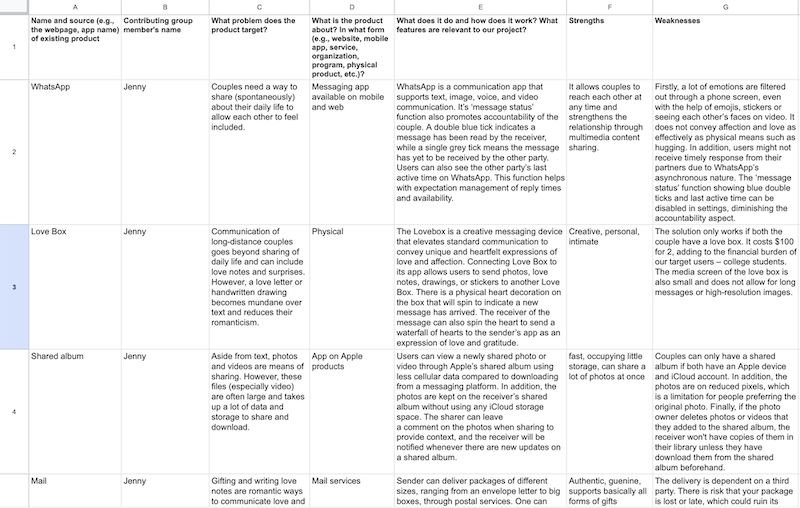 A
B
C
D
E
F
G
1
Name and source (e.g.,
the webpage, app name)
of existing product
Contributing group
member's name
What problem does the
product target?
What is the product
about? In what form
(e.g., website, mobile
app, service,
organization,
program, physical
product, etc.)?
What does it do and how does it work? What
features are relevant to our project?
Strengths
Weaknesses
2
WhatsApp
Jenny
Couples need a way to
share (spontaneously)
about their daily life to
allow each other to feel
included.
Messaging app
available on mobile
and web
WhatsApp is a communication app that
supports text, image, voice, and video
communication. It's 'message status'
function also promotes accountability of the
couple. A double blue tick indicates a
message has been read by the receiver,
while a single grey tick means the message
has yet to be received by the other party.
Users can also see the other party's last
active time on WhatsApp. This function helps
with expectation management of reply times
and availability.
It allows couples to
reach each other at
any time and
strengthens the
relationship through
multimedia content
sharing.
Firstly, a lot of emotions are filtered
out through a phone screen, even
with the help of emojis, stickers or
seeing each other's faces on video. It
does not convey affection and love as
effectively as physical means such as
hugging. In addition, users might not
receive timely response from their
partners due to WhatsApp's
asynchronous nature. The 'message
status' function showing blue double
ticks and last active time can be
disabled in settings, diminishing the
accountability aspect.
3
Love Box
Jenny
Communication of
long-distance couples
goes beyond sharing of
daily life and can include
love notes and surprises.
However, a love letter or
handwritten drawing
becomes mundane over
text and reduces their
romanticism.
Physical
The Lovebox is a creative messaging device
that elevates standard communication to
convey unique and heartfelt expressions of
love and affection. Connecting Love Box to
its app allows users to send photos, love
notes, drawings, or stickers to another Love
Box. There is a physical heart decoration on
the box that will spin to indicate a new
message has arrived. The receiver of the
message can also spin the heart to send a
waterfall of hearts to the sender's app as an
expression of love and gratitude.
Creative, personal,
intimate
The solution only works if both the
couple have a love box. It costs $100
for 2, adding to the financial burden of
our target users – college students.
The media screen of the love box is
also small and does not allow for long
messages or high-resolution images.
4
Shared album
Jenny
Aside from text, photos
and videos are means of
sharing. However, these
files (especially video)
are often large and takes
up a lot of data and
storage to share and
download.
App on Apple
products
Users can view a newly shared photo or
video through Apple's shared album using
less cellular data compared to downloading
from a messaging platform. In addition, the
photos are kept on the receiver's shared
album without using any iCloud storage
space. The sharer can leave
a comment on the photos when sharing to
provide context, and the receiver will be
notified whenever there are new updates on
a shared album.
fast, occupying little
storage, can share a
lot of photos at once
Couples can only have a shared
album if both have an Apple device
and iCloud account. In addition, the
photos are on reduced pixels, which
is a limitation for people preferring the
original photo. Finally, if the photo
owner deletes photos or videos that
they added to the shared album, the
receiver won't have copies of them in
their library unless they have
download them from the shared
album beforehand.
Mail
Jenny
Gifting and writing love
notes are romantic ways
to communicate love and
Mail services
Sender can deliver packages of different
sizes, ranging from an envelope letter to big
boxes, through postal services. One can
Authentic, guenine,
supports basically all
forms of gifts
The delivery is dependent on a third
party. There is risk that your package
is lost or late, which could ruin its